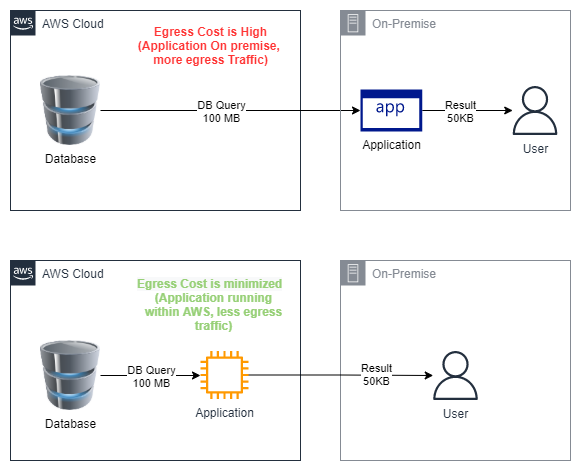 aws
AWS Cloud
Egress Cost is High
(Application On premise,
more egress Traffic)
On-Premise
DB Query
100 MB
app
Result
50KB
Database
Application
User
aws
AWS Cloud
Egress Cost is minimized
(Application running
within AWS, less egress
traffic)
On-Premise
DB Query
100 MB
Result
50KB
Database
Application
User